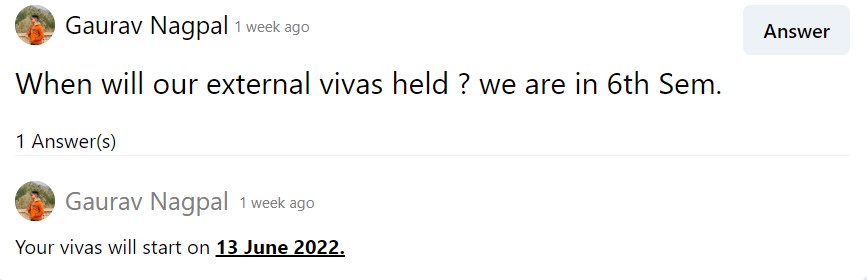 Gaurav Nagpal 1 week ago
Answer
When will our external vivas held ? we are in 6th Sem.
1 Answer(s)
Gaurav Nagpal 1 week ago
Your vivas will start on 13 June 2022.